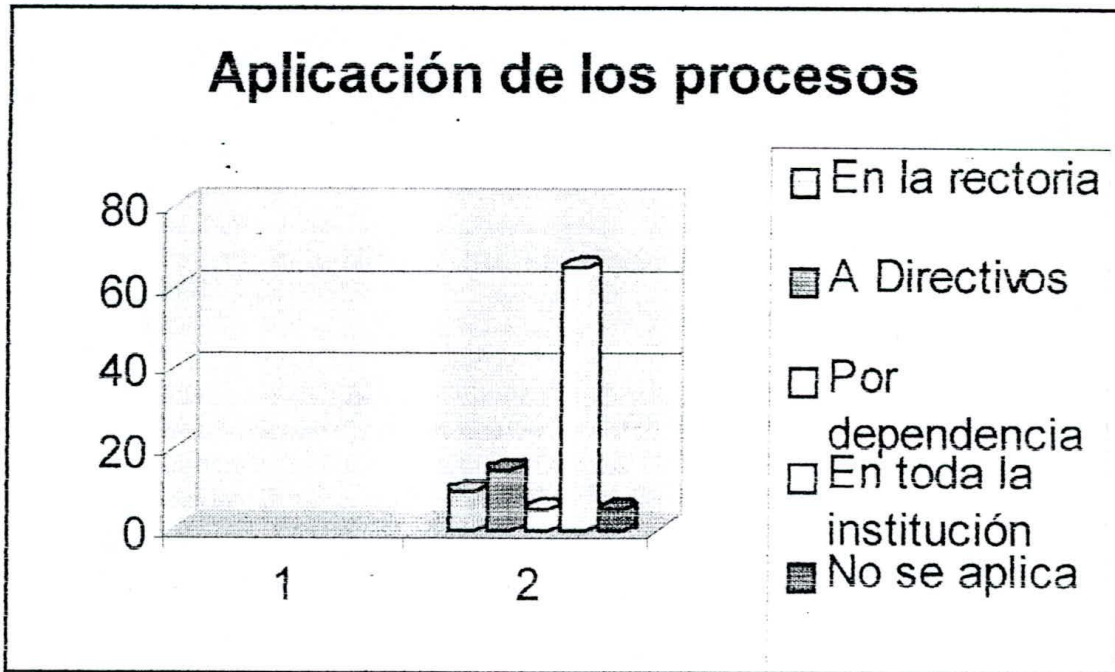 Aplicación de los procesos
80
60
40
20
0
1
2
En la rectoria
A Directivos
Por
dependencia
En toda la
institución
No se aplica